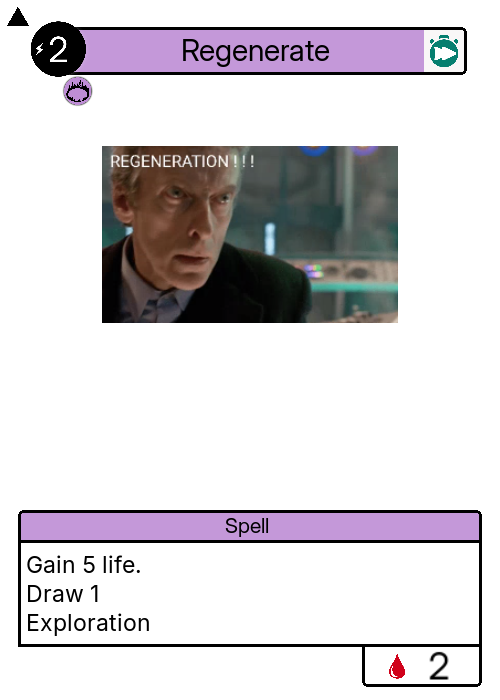 2
Regenerate
REGENERATION ! ! !
Spell
Gain 5 life.
Draw 1
Exploration
2